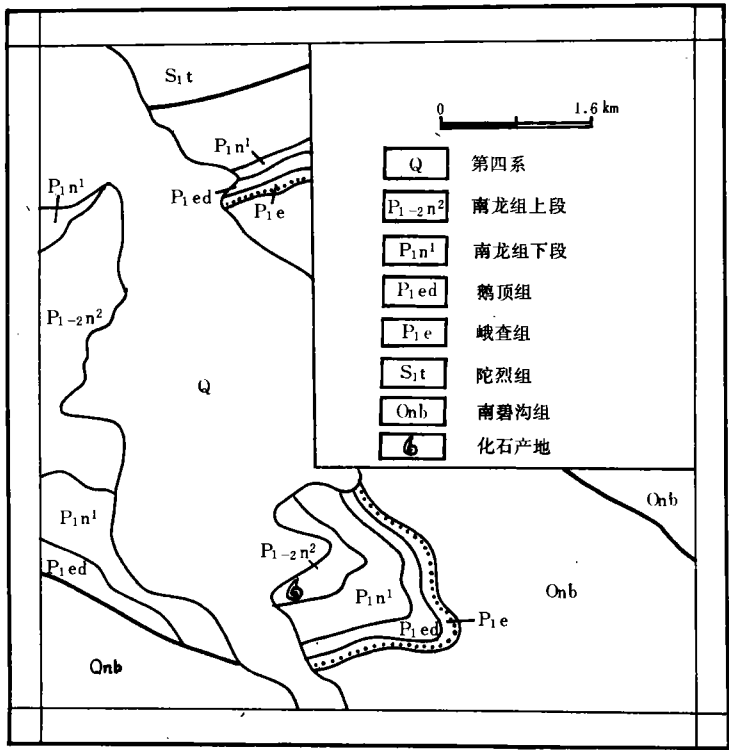 S₁t
0 1.6 km
P₁n¹
Q 第四系
P₁n¹
P₁ed
P₁e
P₁₋₂n² 南龙组上段
P₁n¹ 南龙组下段
P₁ed 鹅顶组
P₁₋₂n²
P₁e 峨查组
S₁t 陀烈组
Q
Onb 南碧沟组
化石产地
Onb
P₁n¹
P₁₋₂n²
P₁ed
Onb
P₁n¹
P₁e
P₁ed
Qnb